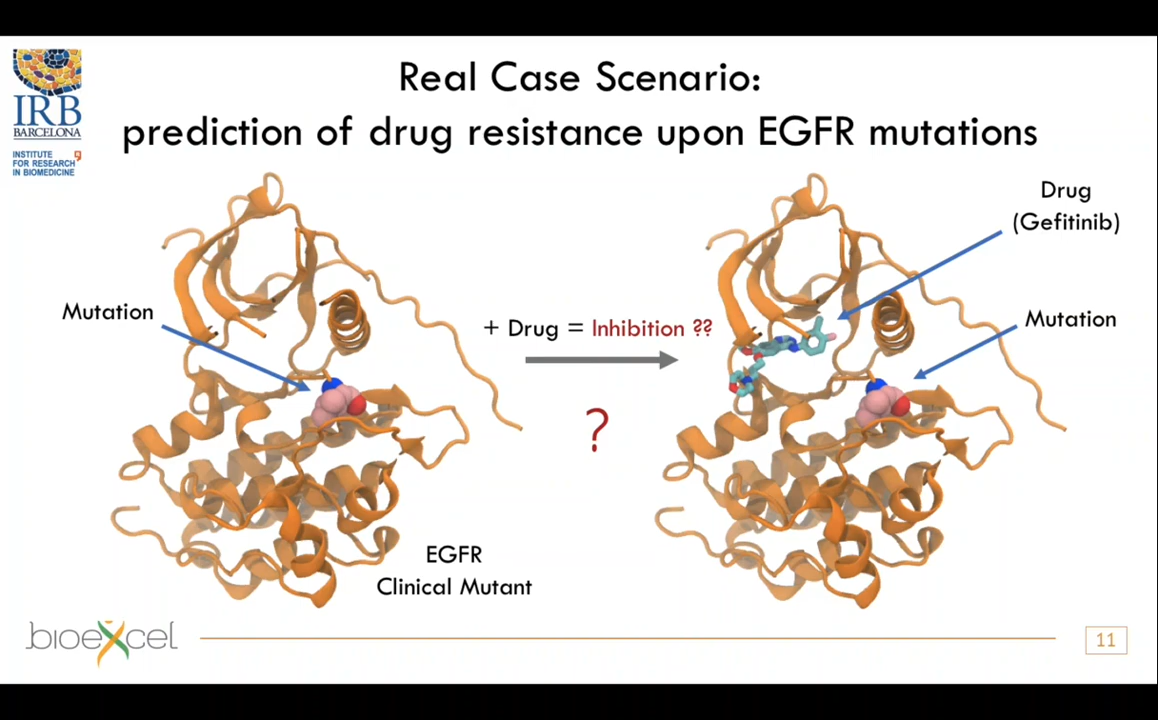 Real Case Scenario:
prediction of drug resistance upon EGFR mutations
IRB
BARCELONA
INSTITUTE
FOR RESEARCH
IN BIOMEDICINE
Mutation
+ Drug = Inhibition ??
?
EGFR
Clinical Mutant
Drug
(Gefitinib)
Mutation
bioexcel
11